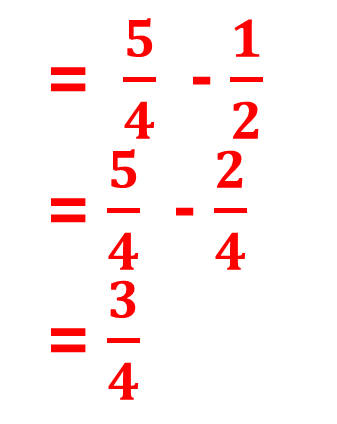 = 5/4 - 1/2
= 5/4 - 2/4
= 3/4